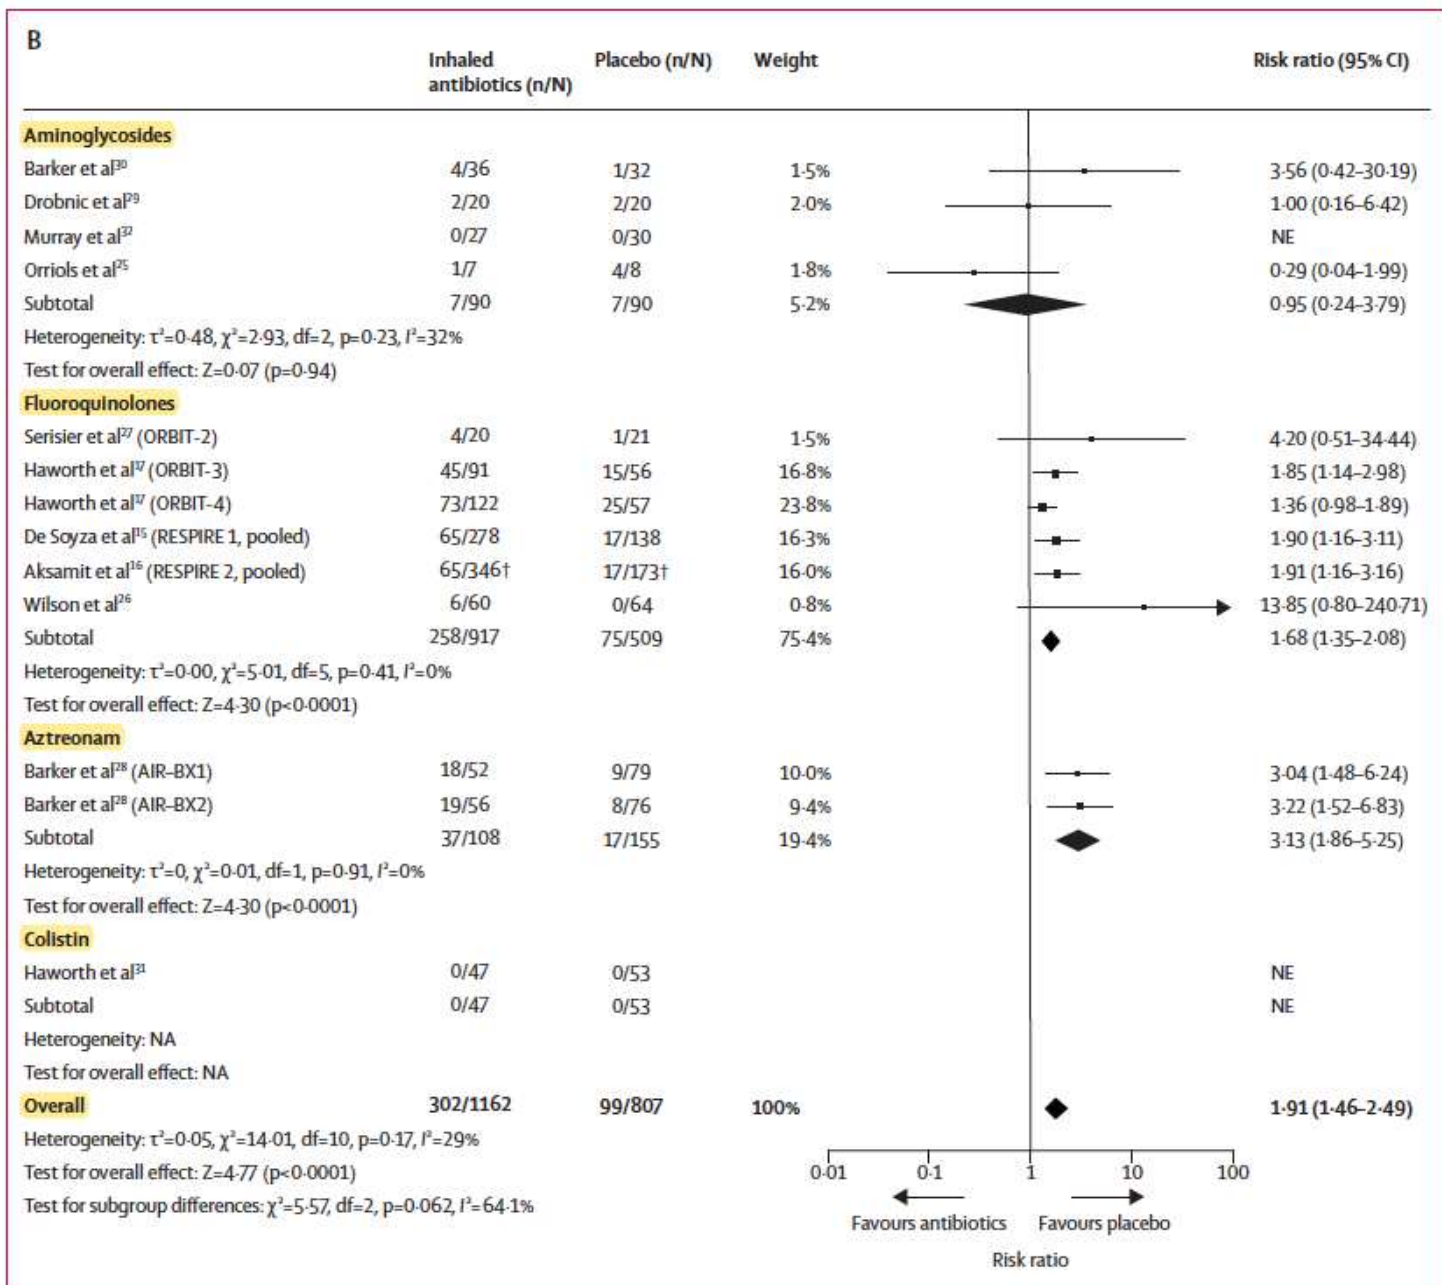 B
Inhaled antibiotics (n/N) Placebo (n/N) Weight Risk ratio (95% CI)
Aminoglycosides
Barker et al³⁰ 4/36 1/32 1·5% 3·56 (0·42–30·19)
Drobnic et al²⁹ 2/20 2/20 2·0% 1·00 (0·16–6·42)
Murray et al³² 0/27 0/30 NE
Orriols et al²⁵ 1/7 4/8 1·8% 0·29 (0·04–1·99)
Subtotal 7/90 7/90 5·2% 0·95 (0·24–3·79)
Heterogeneity: τ²=0·48, χ²=2·93, df=2, p=0·23, I²=32%
Test for overall effect: Z=0·07 (p=0·94)
Fluoroquinolones
Serisier et al²⁷ (ORBIT-2) 4/20 1/21 1·5% 4·20 (0·51–34·44)
Haworth et al¹⁷ (ORBIT-3) 45/91 15/56 16·8% 1·85 (1·14–2·98)
Haworth et al¹⁷ (ORBIT-4) 73/122 25/57 23·8% 1·36 (0·98–1·89)
De Soyza et al¹⁵ (RESPIRE 1, pooled) 65/278 17/138 16·3% 1·90 (1·16–3·11)
Aksamit et al¹⁶ (RESPIRE 2, pooled) 65/346† 17/173† 16·0% 1·91 (1·16–3·16)
Wilson et al²⁶ 6/60 0/64 0·8% 13·85 (0·80–240·71)
Subtotal 258/917 75/509 75·4% 1·68 (1·35–2·08)
Heterogeneity: τ²=0·00, χ²=5·01, df=5, p=0·41, I²=0%
Test for overall effect: Z=4·30 (p<0·0001)
Aztreonam
Barker et al²⁸ (AIR–BX1) 18/52 9/79 10·0% 3·04 (1·48–6·24)
Barker et al²⁸ (AIR–BX2) 19/56 8/76 9·4% 3·22 (1·52–6·83)
Subtotal 37/108 17/155 19·4% 3·13 (1·86–5·25)
Heterogeneity: τ²=0, χ²=0·01, df=1, p=0·91, I²=0%
Test for overall effect: Z=4·30 (p<0·0001)
Colistin
Haworth et al³¹ 0/47 0/53 NE
Subtotal 0/47 0/53 NE
Heterogeneity: NA
Test for overall effect: NA
Overall 302/1162 99/807 100% 1·91 (1·46–2·49)
Heterogeneity: τ²=0·05, χ²=14·01, df=10, p=0·17, I²=29%
Test for overall effect: Z=4·77 (p<0·0001)
Test for subgroup differences: χ²=5·57, df=2, p=0·062, I²=64·1%
0·01 0·1 1 10 100
Favours antibiotics Favours placebo
Risk ratio